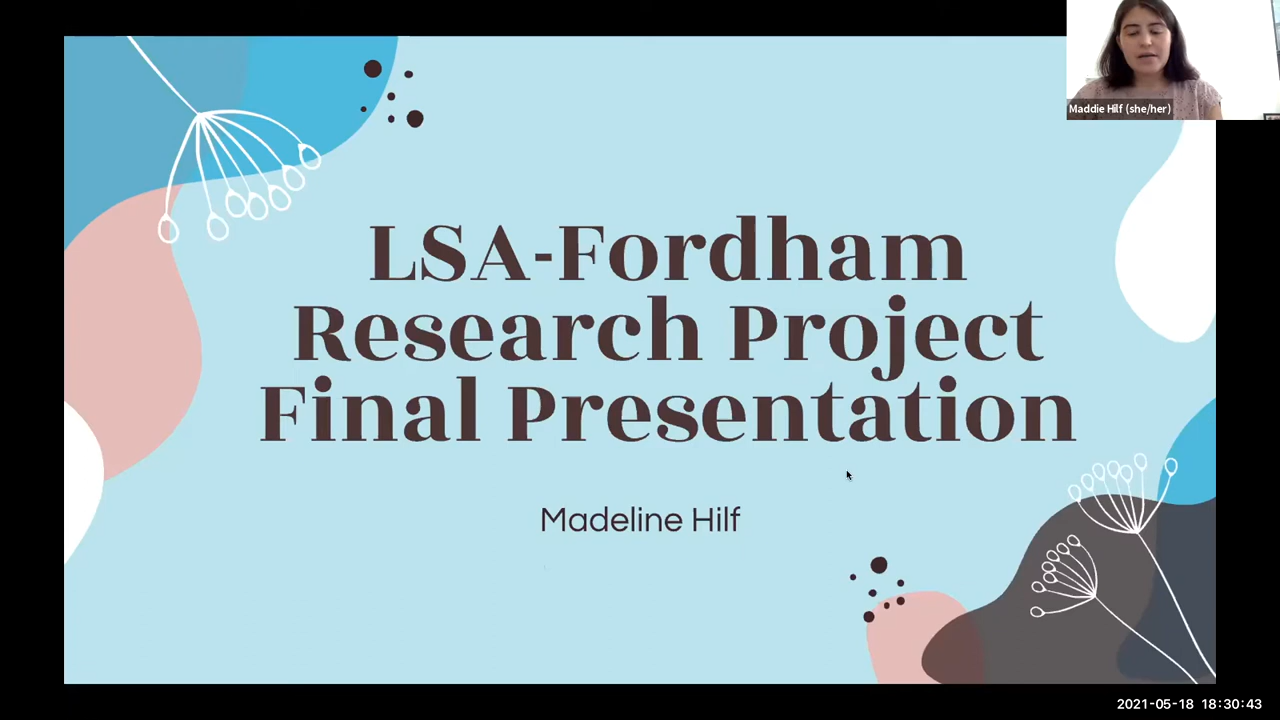 Maddie Hilf (she/her)
LSA-Fordham
Research Project
Final Presentation
Madeline Hilf
2021-05-18 18:30:43